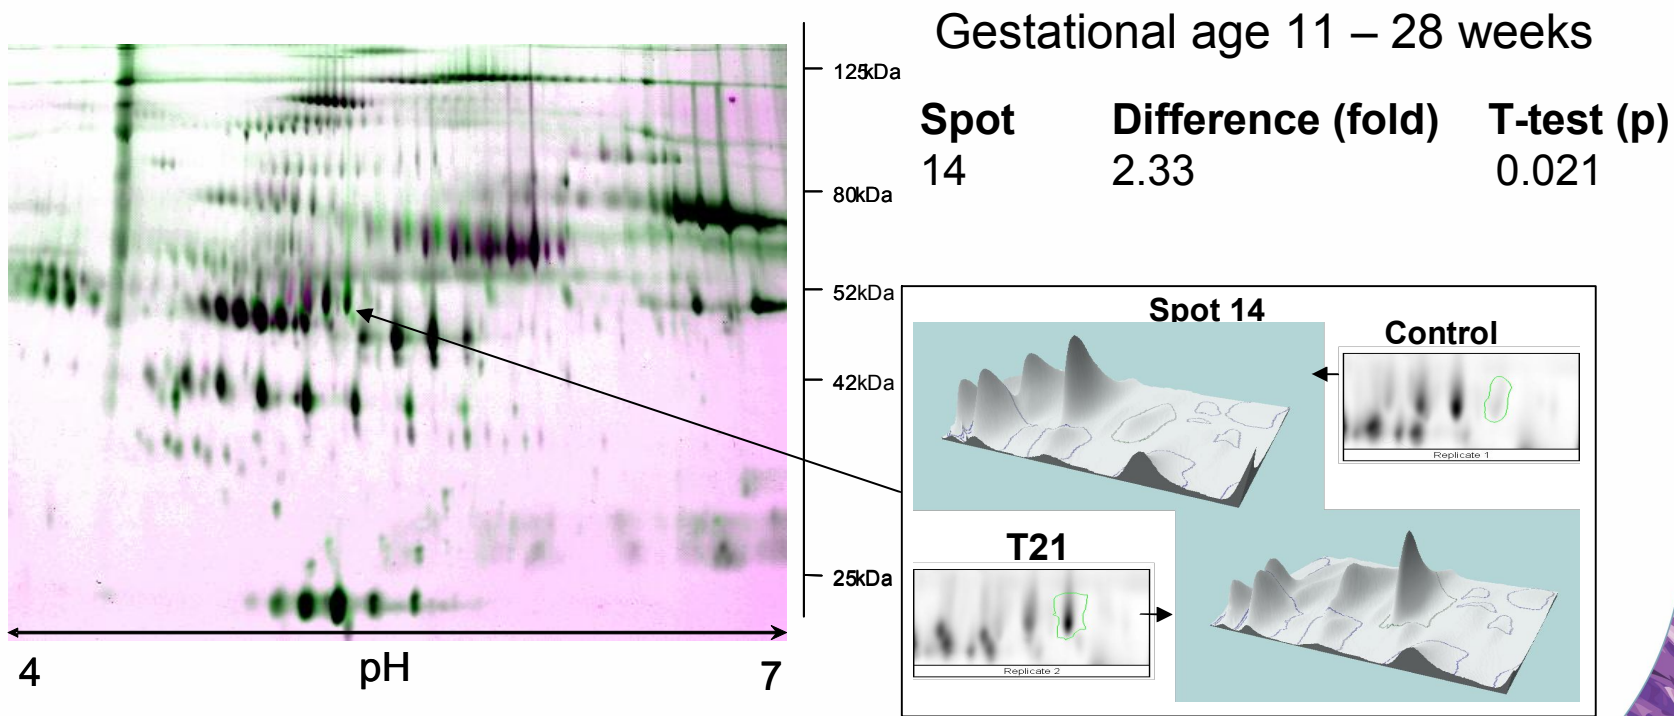 Gestational age 11 – 28 weeks
Spot Difference (fold) T-test (p)
14 2.33 0.021
125kDa
80kDa
52kDa
42kDa
25kDa
4 pH 7
Spot 14
Control
Replicate 1
T21
Replicate 2